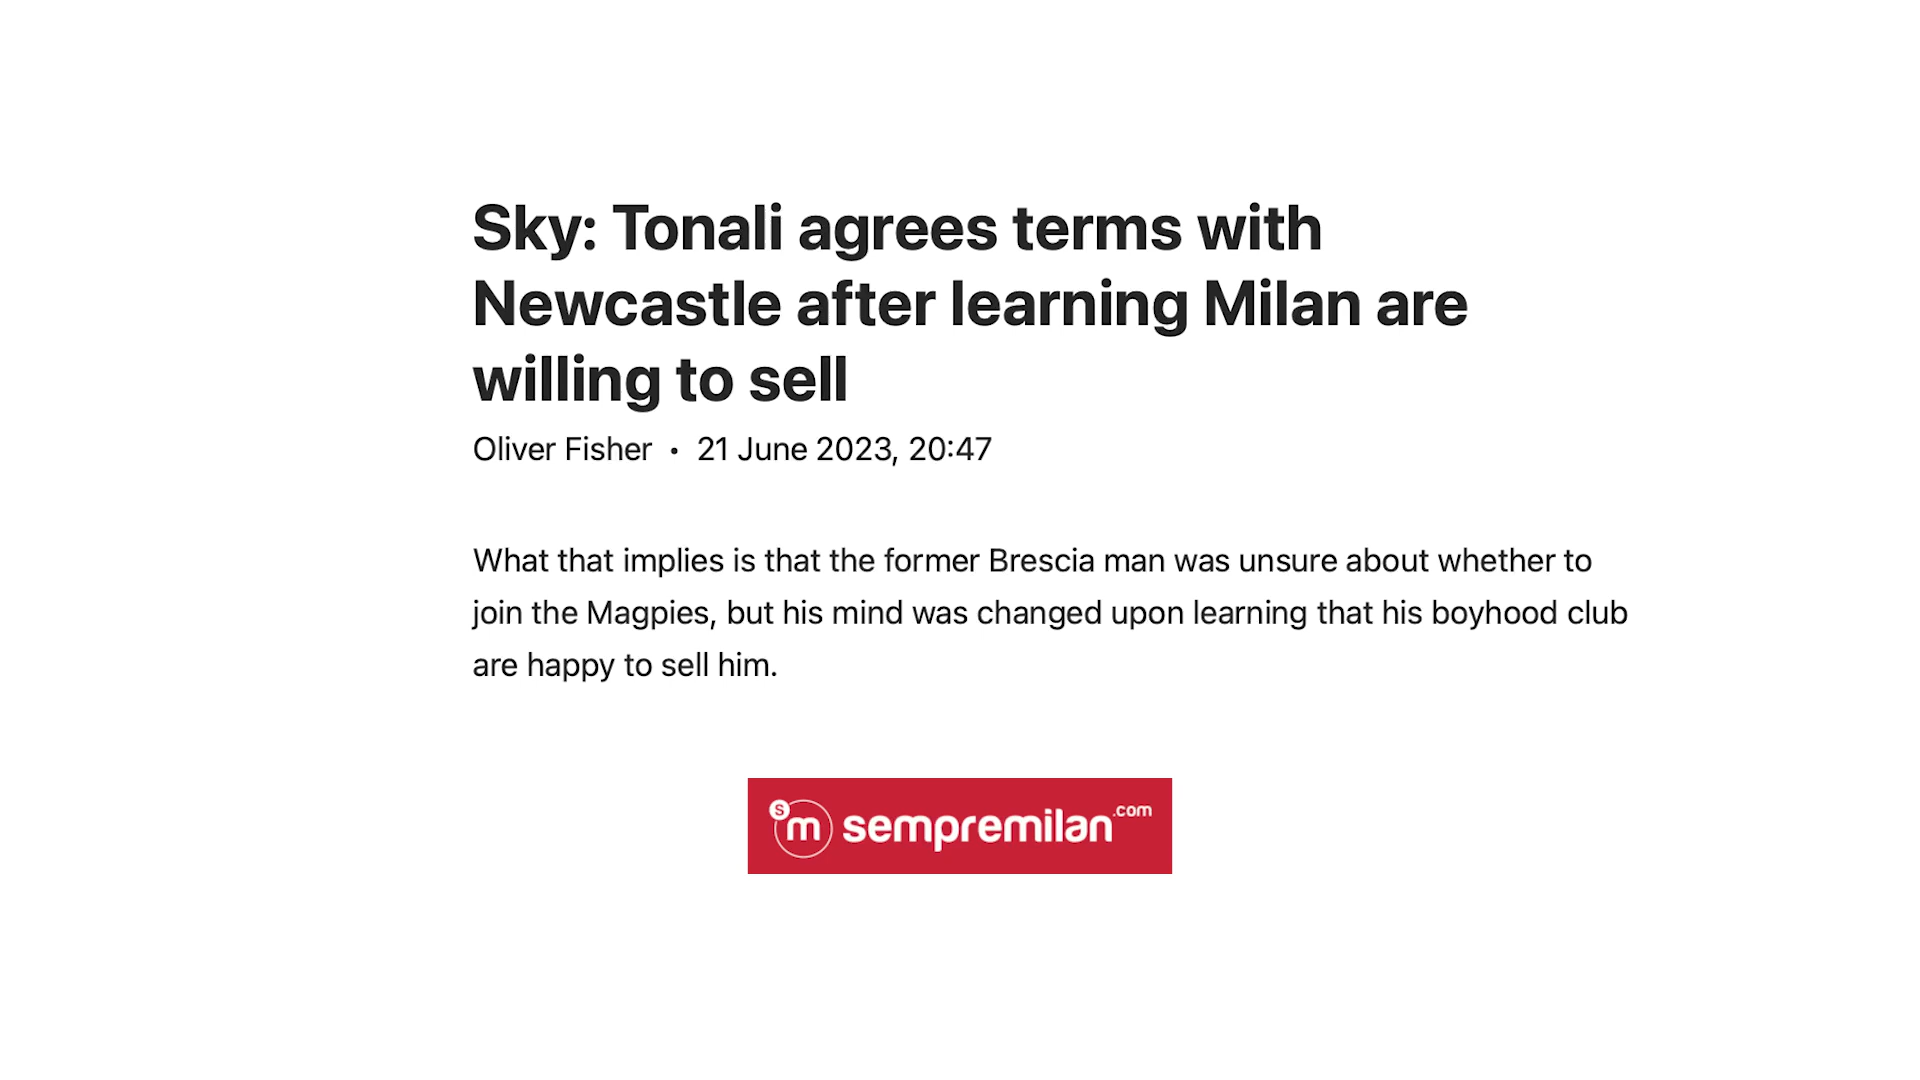 Sky: Tonali agrees terms with
Newcastle after learning Milan are
willing to sell
Oliver Fisher • 21 June 2023, 20:47
What that implies is that the former Brescia man was unsure about whether to
join the Magpies, but his mind was changed upon learning that his boyhood club
are happy to sell him.
sm sempremilan.com